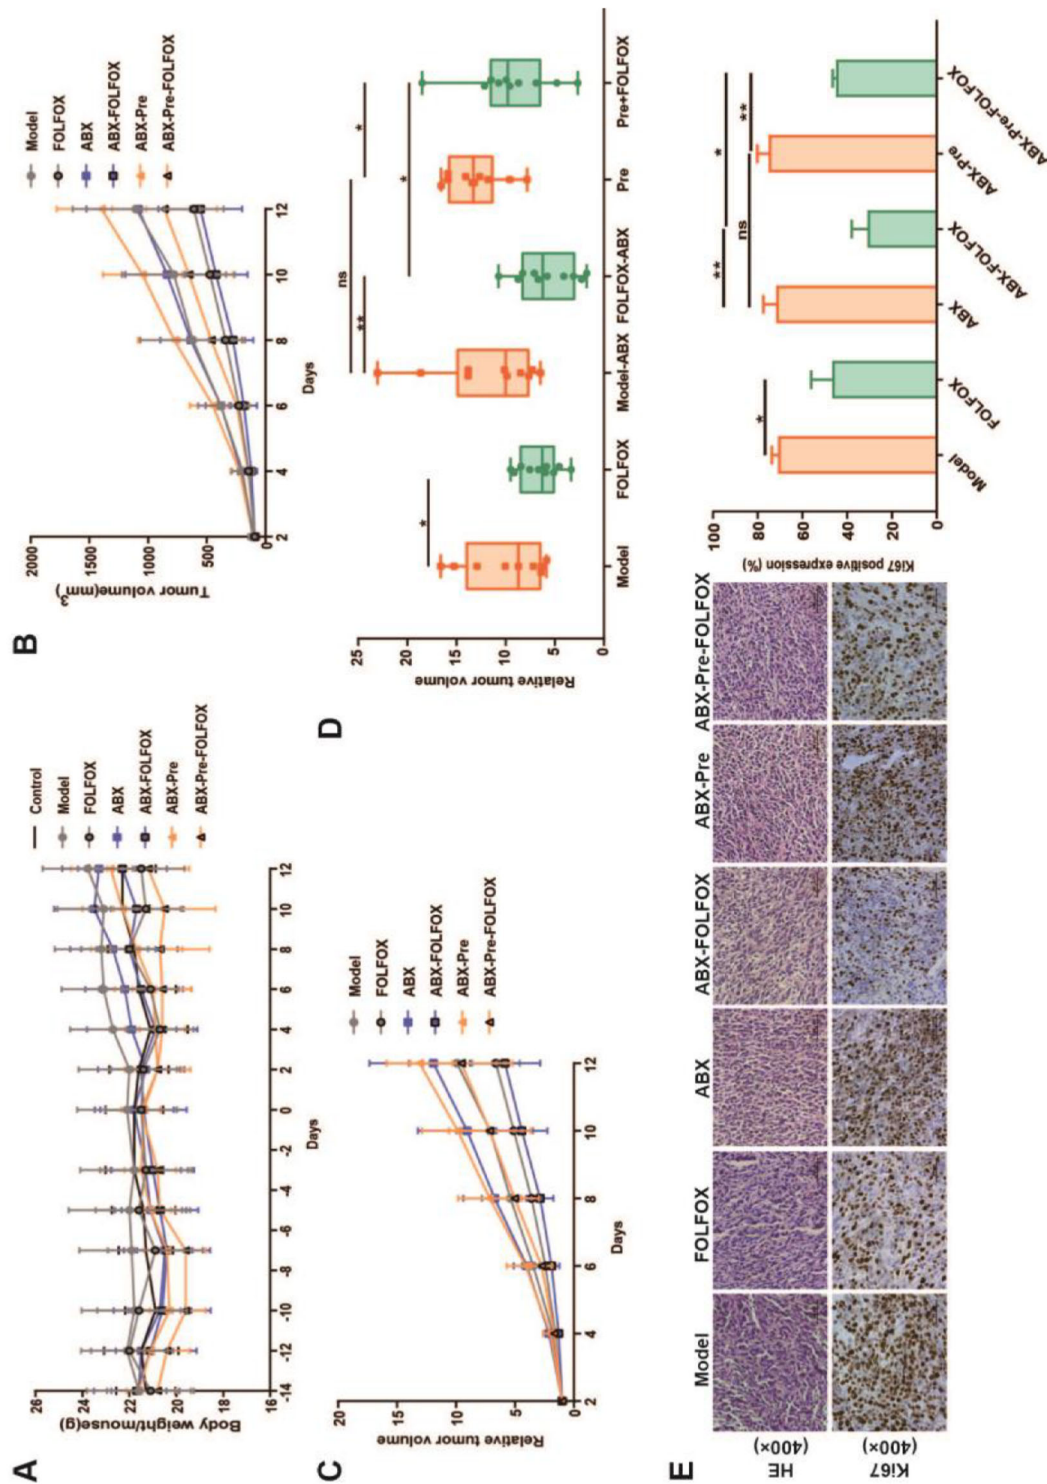 A
Body weight/mouse(g)
26
24
22
20
18
16
-14
-12
-10
-8
-6
-4
-2
0
2
4
6
8
10
12
Days
Control
Model
FOLFOX
ABX
ABX-FOLFOX
ABX-Pre
ABX-Pre-FOLFOX
B
Tumor volume(mm³)
2000
1500
1000
500
0
2
4
6
8
10
12
Days
Model
FOLFOX
ABX
ABX-FOLFOX
ABX-Pre
ABX-Pre-FOLFOX
C
Relative tumor volume
20
15
10
5
0
2
4
6
8
10
12
Days
Model
FOLFOX
ABX
ABX-FOLFOX
ABX-Pre
ABX-Pre-FOLFOX
D
Relative tumor volume
25
20
15
10
5
0
*
**
ns
*
*
Model
FOLFOX
Model-ABX
FOLFOX-ABX
Pre
Pre+FOLFOX
E
Model
FOLFOX
ABX
ABX-FOLFOX
ABX-Pre
ABX-Pre-FOLFOX
HE
(400×)
Ki67
(400×)
Ki67 positive expression (%)
100
80
60
40
20
0
*
**
ns
*
**
Model
FOLFOX
ABX
ABX-FOLFOX
ABX-Pre
ABX-Pre-FOLFOX